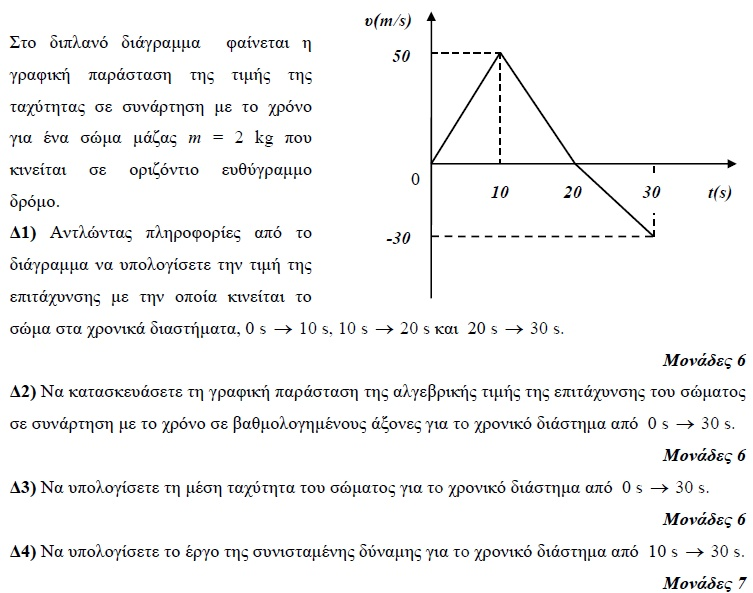 Στο διπλανό διάγραμμα φαίνεται η
γραφική παράσταση της τιμής της
ταχύτητας σε συνάρτηση με το χρόνο
για ένα σώμα μάζας m = 2 kg που
κινείται σε οριζόντιο ευθύγραμμο
δρόμο.
υ(m/s)
50
0
10
20
30
t(s)
-30
Δ1) Αντλώντας πληροφορίες από το
διάγραμμα να υπολογίσετε την τιμή της
επιτάχυνσης με την οποία κινείται το
σώμα στα χρονικά διαστήματα, 0 s → 10 s, 10 s → 20 s και 20 s → 30 s.
Μονάδες 6
Δ2) Να κατασκευάσετε τη γραφική παράσταση της αλγεβρικής τιμής της επιτάχυνσης του σώματος
σε συνάρτηση με το χρόνο σε βαθμολογημένους άξονες για το χρονικό διάστημα από 0 s → 30 s.
Μονάδες 6
Δ3) Να υπολογίσετε τη μέση ταχύτητα του σώματος για το χρονικό διάστημα από 0 s → 30 s.
Μονάδες 6
Δ4) Να υπολογίσετε το έργο της συνισταμένης δύναμης για το χρονικό διάστημα από 10 s → 30 s.
Μονάδες 7